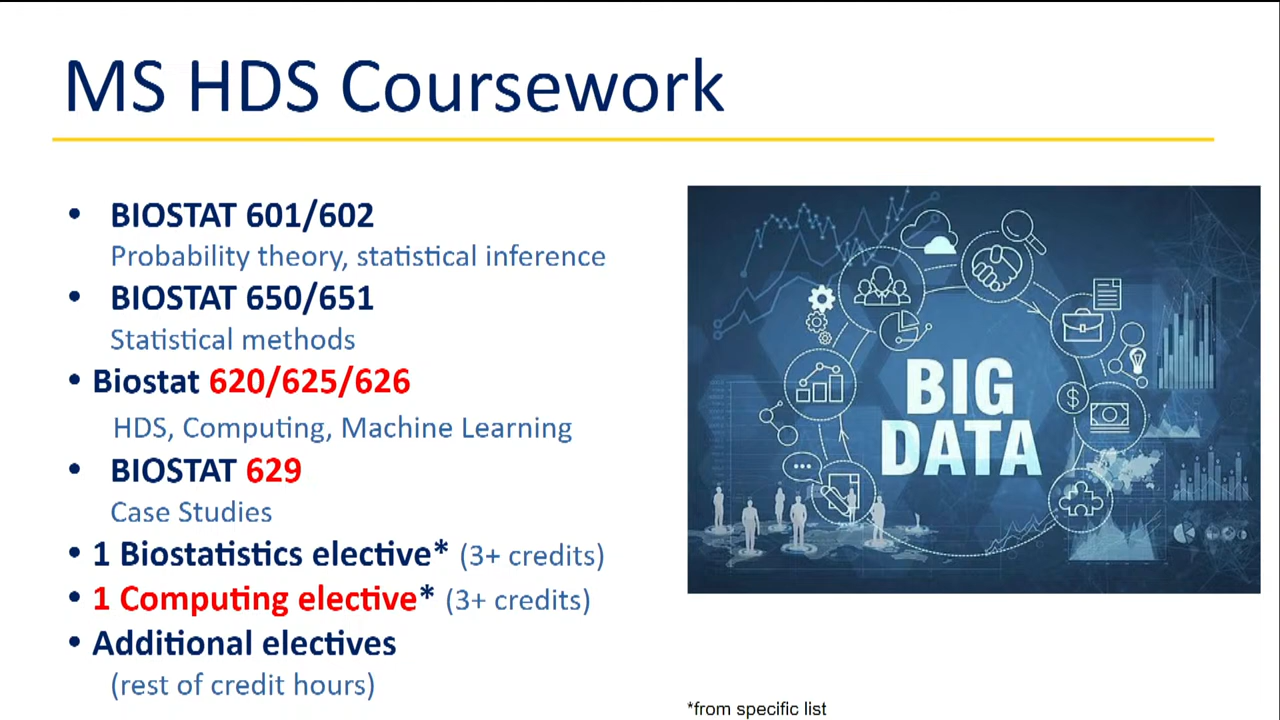 MS HDS Coursework
• BIOSTAT 601/602
Probability theory, statistical inference
• BIOSTAT 650/651
Statistical methods
• Biostat 620/625/626
HDS, Computing, Machine Learning
• BIOSTAT 629
Case Studies
• 1 Biostatistics elective* (3+ credits)
• 1 Computing elective* (3+ credits)
• Additional electives
(rest of credit hours)
BIG
DATA
$
*from specific list